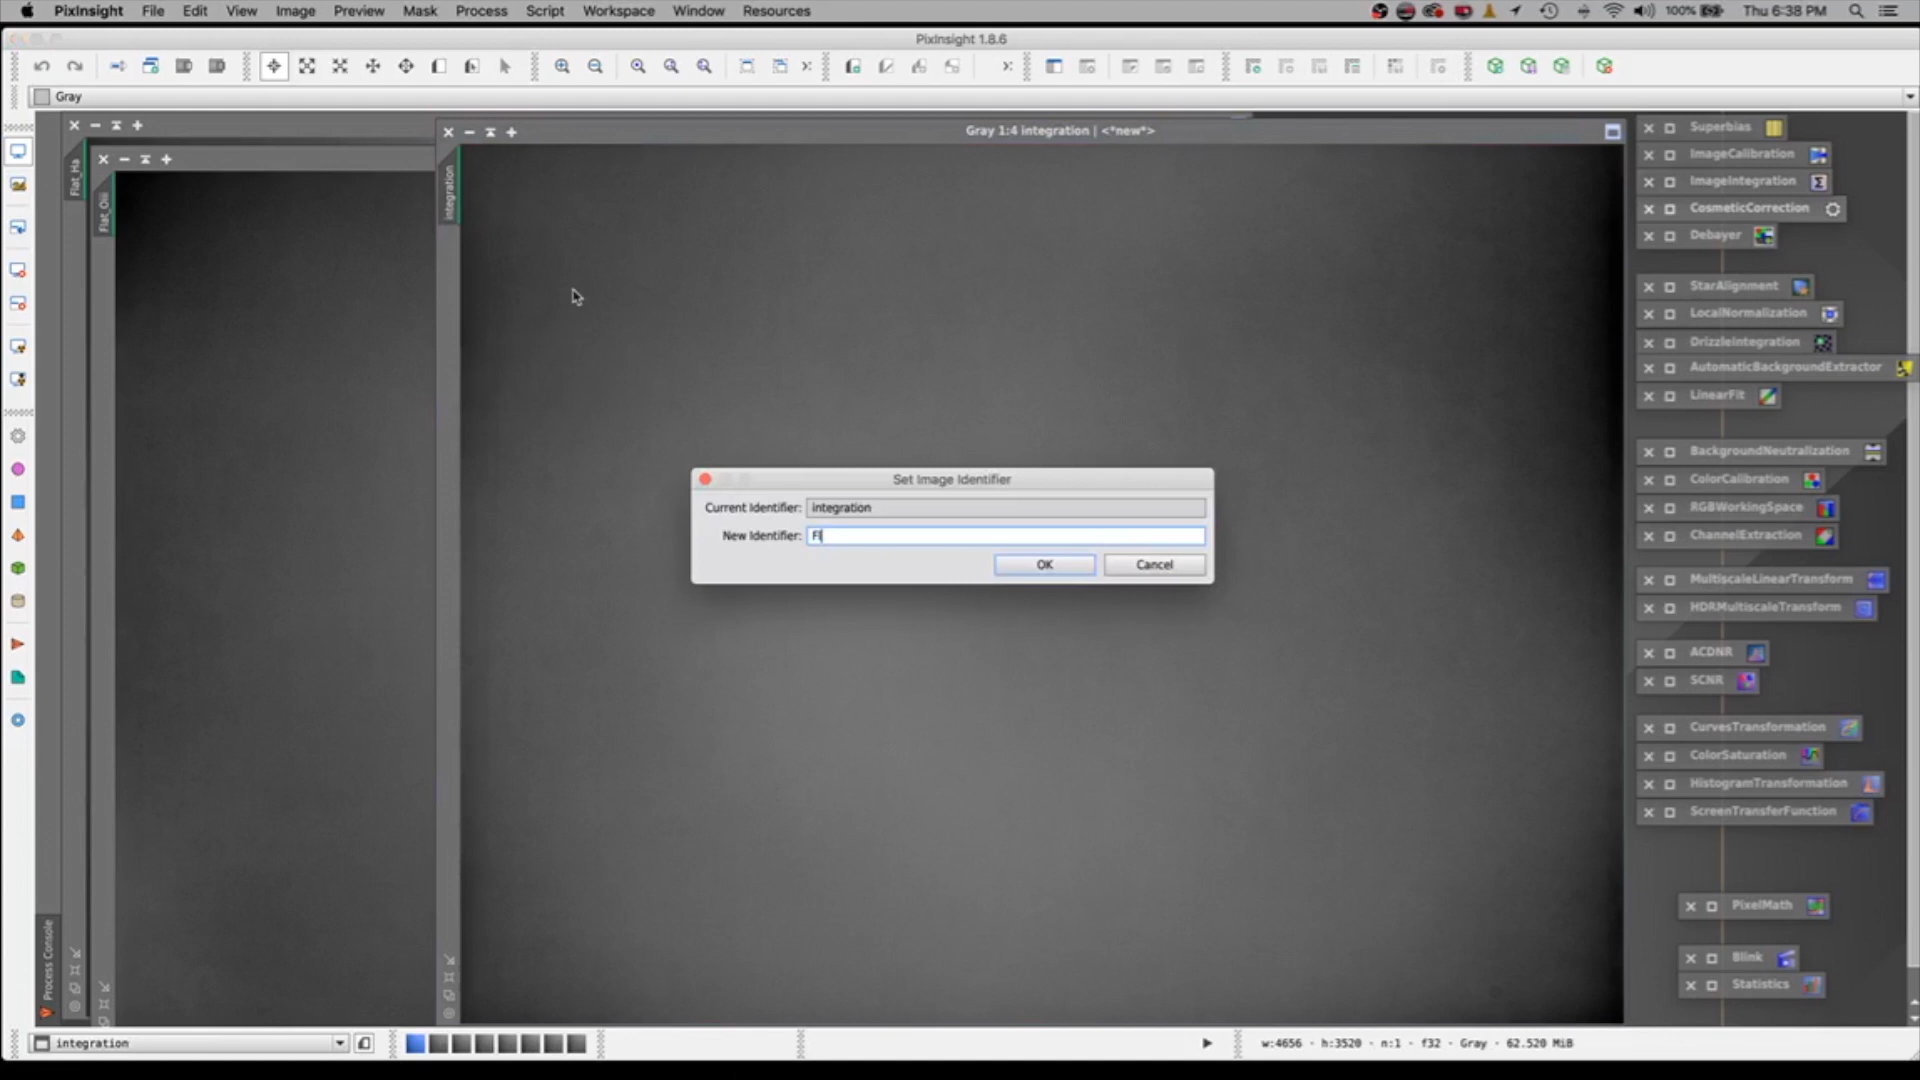 PixInsight File Edit View Image Preview Mask Process Script Workspace Window Resources 100% Thu 6:38 PM
PixInsight 1.8.6
Gray
Gray 1:4 integration | <*new*>
Flat_Ha
Flat_Oiii
integration
Superbias
ImageCalibration
ImageIntegration
CosmeticCorrection
Debayer
StarAlignment
LocalNormalization
DrizzleIntegration
AutomaticBackgroundExtractor
LinearFit
BackgroundNeutralization
ColorCalibration
RGBWorkingSpace
ChannelExtraction
MultiscaleLinearTransform
HDRMultiscaleTransform
ACDNR
SCNR
CurvesTransformation
ColorSaturation
HistogramTransformation
ScreenTransferFunction
PixelMath
Blink
Statistics
Set Image Identifier
Current Identifier: integration
New Identifier: Fl
OK Cancel
Process Console
integration
w:4656 · h:3520 · n:1 · f32 · Gray · 62.520 MiB